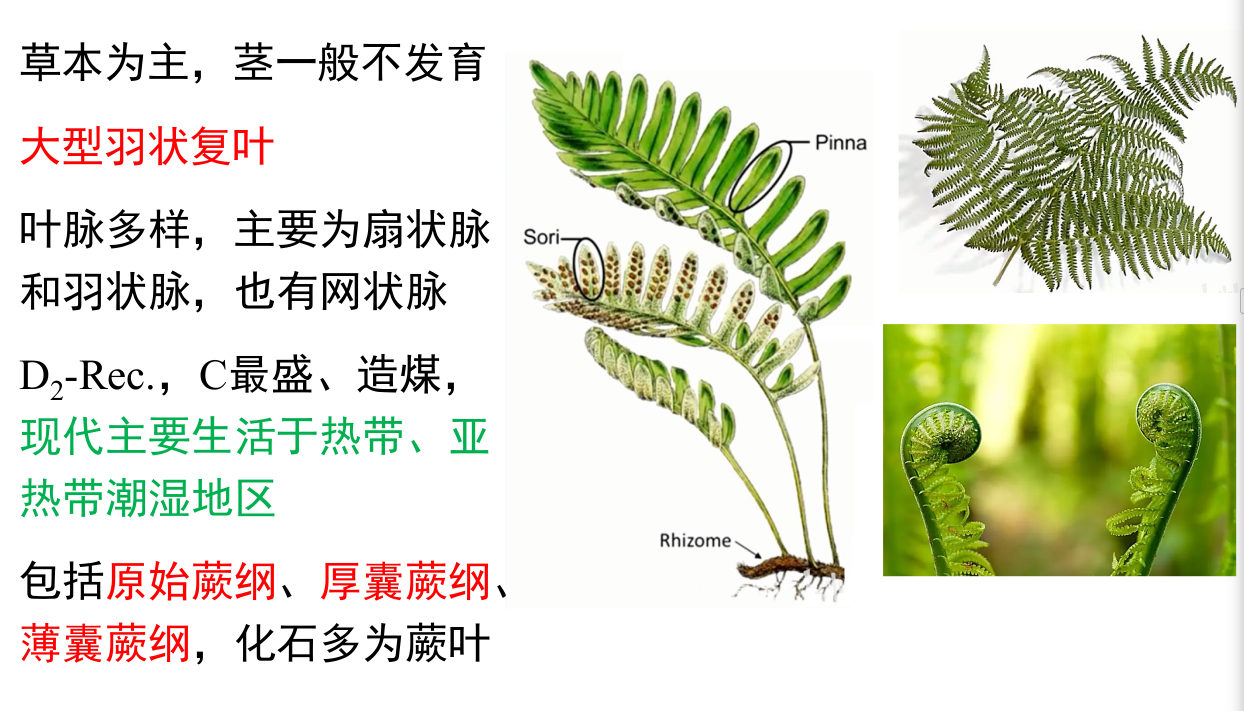 草本为主，茎一般不发育
大型羽状复叶
叶脉多样，主要为扇状脉
和羽状脉，也有网状脉
D₂-Rec.，C最盛、造煤，
现代主要生活于热带、亚
热带潮湿地区
包括原始蕨纲、厚囊蕨纲、
薄囊蕨纲，化石多为蕨叶
Pinna
Sori
Rhizome